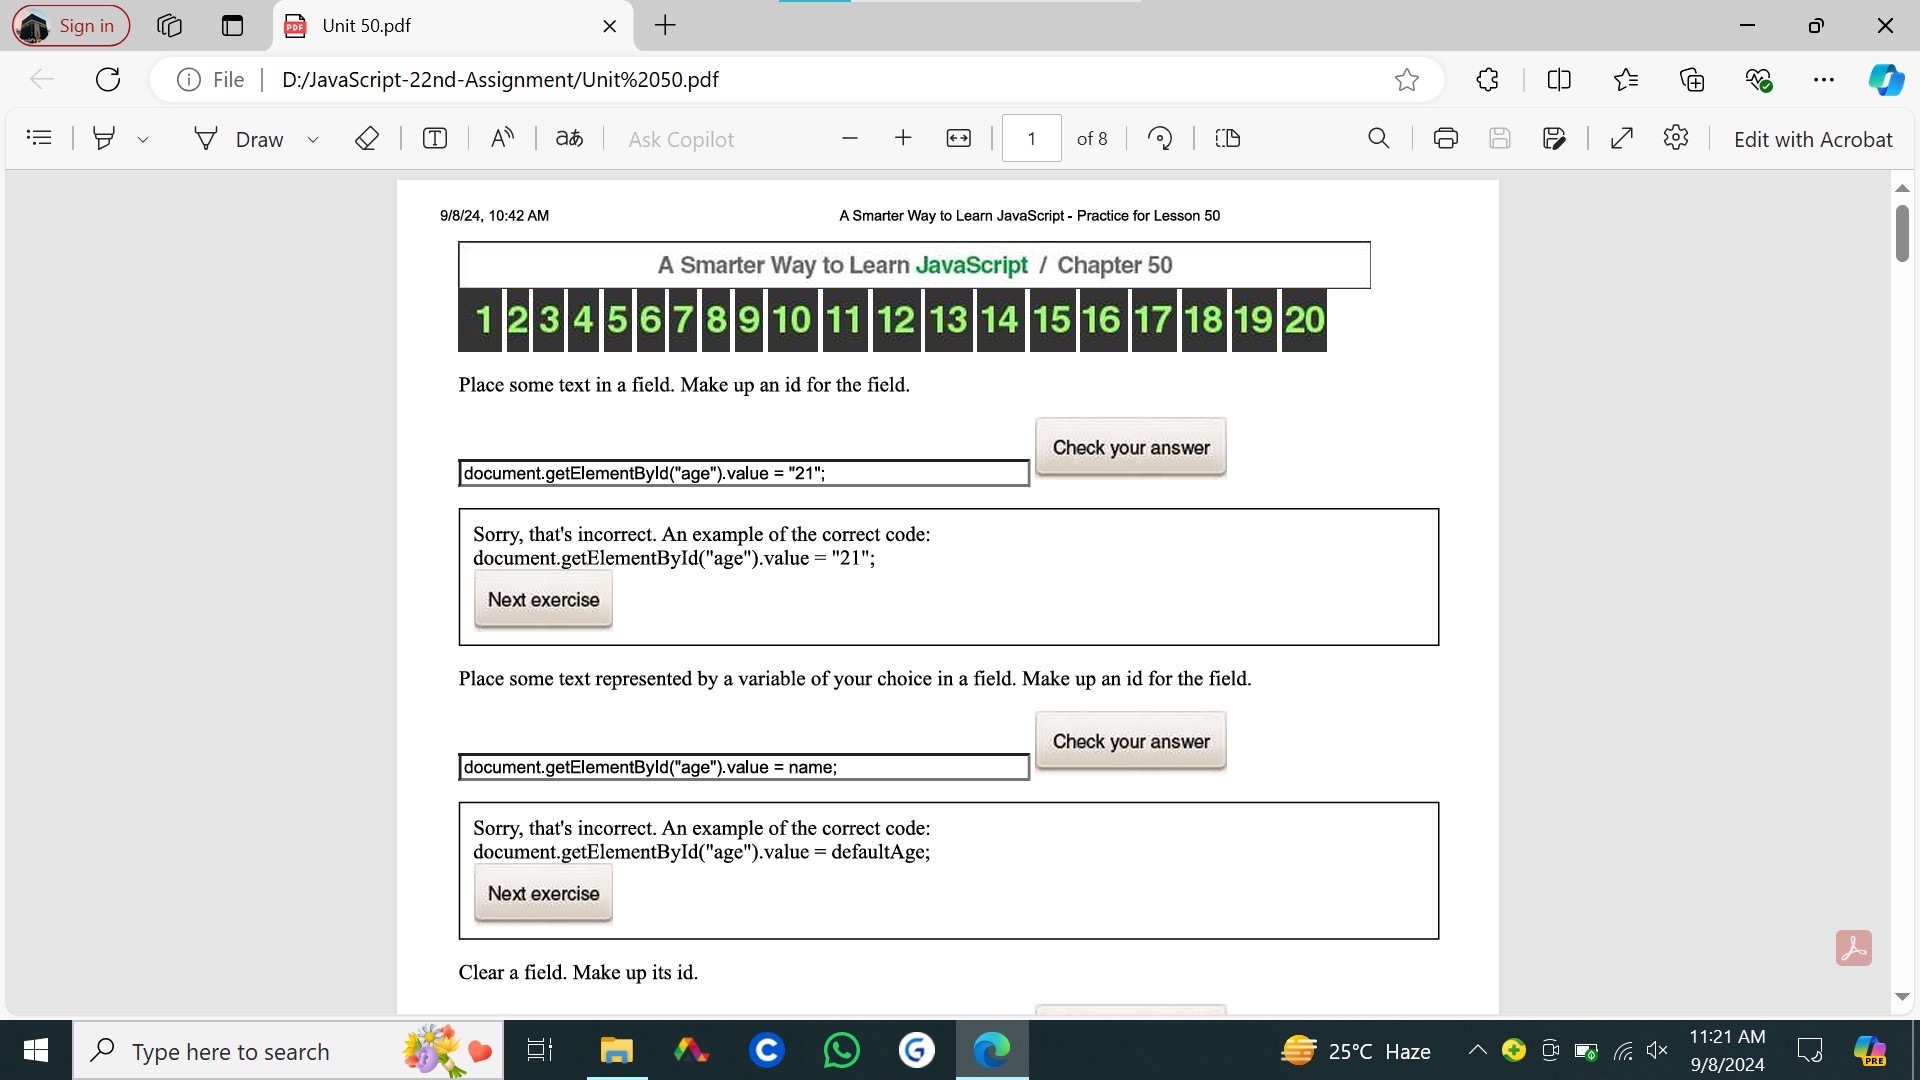 Sign in
Unit 50.pdf
File
D:/JavaScript-22nd-Assignment/Unit%2050.pdf
Draw
Ask Copilot
1
of 8
Edit with Acrobat
9/8/24, 10:42 AM
A Smarter Way to Learn JavaScript - Practice for Lesson 50
A Smarter Way to Learn JavaScript / Chapter 50
1 2 3 4 5 6 7 8 9 10 11 12 13 14 15 16 17 18 19 20
Place some text in a field. Make up an id for the field.
Check your answer
document.getElementById("age").value = "21";
Sorry, that's incorrect. An example of the correct code:
document.getElementById("age").value = "21";
Next exercise
Place some text represented by a variable of your choice in a field. Make up an id for the field.
Check your answer
document.getElementById("age").value = name;
Sorry, that's incorrect. An example of the correct code:
document.getElementById("age").value = defaultAge;
Next exercise
Clear a field. Make up its id.
Type here to search
25°C Haze
11:21 AM
9/8/2024
PRE